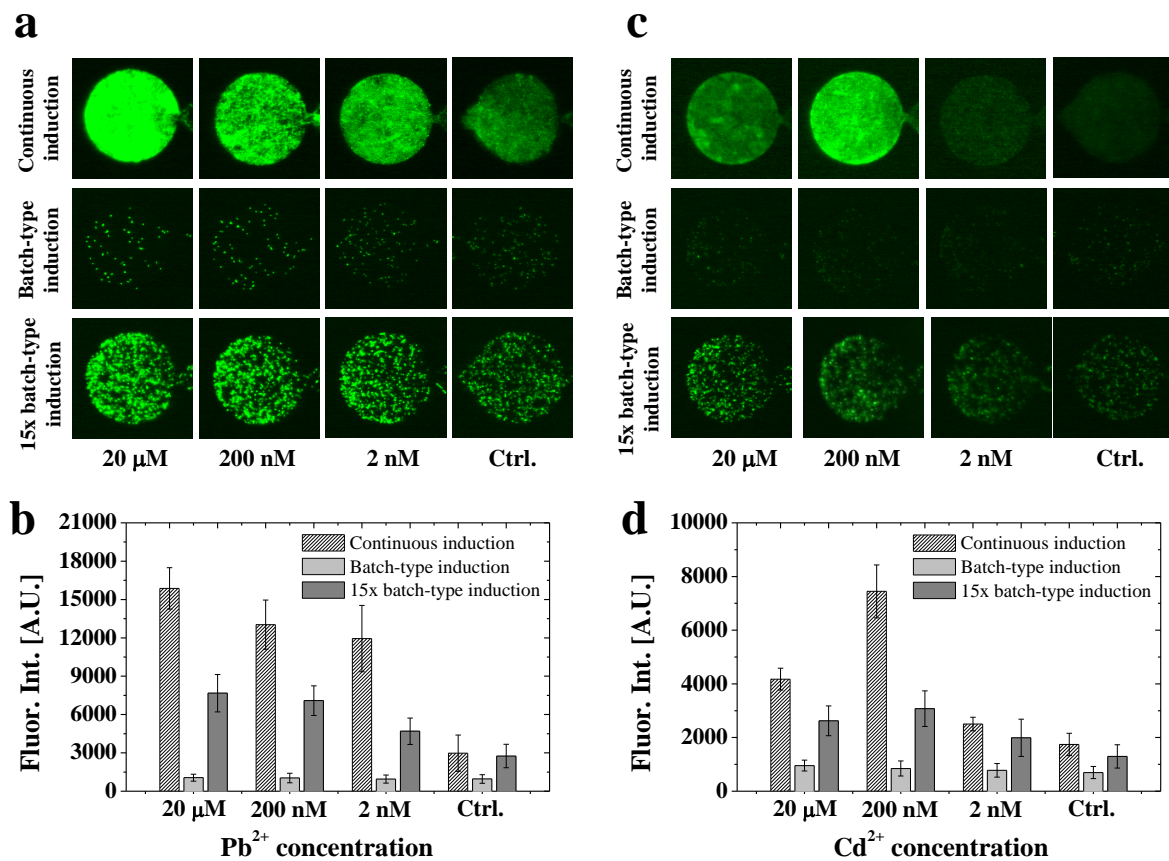 a
Continuous
induction
Batch-type
induction
15x batch-type
induction
20 μM 200 nM 2 nM Ctrl.
c
Continuous
induction
Batch-type
induction
15x batch-type
induction
20 μM 200 nM 2 nM Ctrl.
b
Fluor. Int. [A.U.]
21000
18000
15000
12000
9000
6000
3000
0
Continuous induction
Batch-type induction
15x batch-type induction
20 μM 200 nM 2 nM Ctrl.
Pb²⁺ concentration
d
Fluor. Int. [A.U.]
10000
8000
6000
4000
2000
0
Continuous induction
Batch-type induction
15x batch-type induction
20 μM 200 nM 2 nM Ctrl.
Cd²⁺ concentration